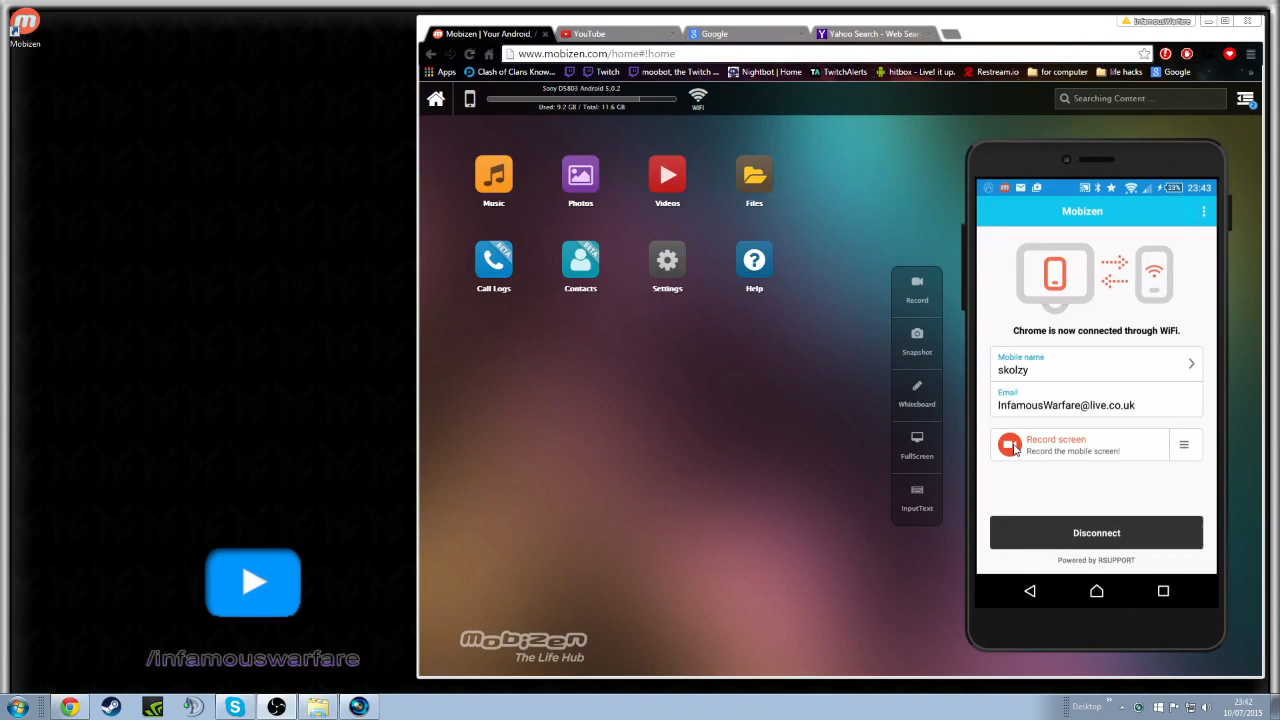 Mobizen
Mobizen | Your Android, /
YouTube
Google
Yahoo Search - Web Sear
InfamousWarfare
www.mobizen.com/home#!home
Apps
Clash of Clans Know...
Twitch
moobot, the Twitch ...
Nightbot | Home
TwitchAlerts
hitbox - Live! it up.
Restream.io
for computer
life hacks
Google
»
Sony D5803 Android 5.0.2
Used: 9.2 GB / Total: 11.6 GB
WIFI
Searching Content ...
2
Music
Photos
Videos
Files
BETA
Call Logs
BETA
Contacts
Settings
Help
Record
Snapshot
Whiteboard
FullScreen
InputText
23%
23:43
Mobizen
Chrome is now connected through WiFi.
Mobile name
skolzy
Email
InfamousWarfare@live.co.uk
Record screen
Record the mobile screen!
Disconnect
Powered by RSUPPORT
mobizen
The Life Hub
/infamouswarfare
Desktop
»
23:42
10/07/2015